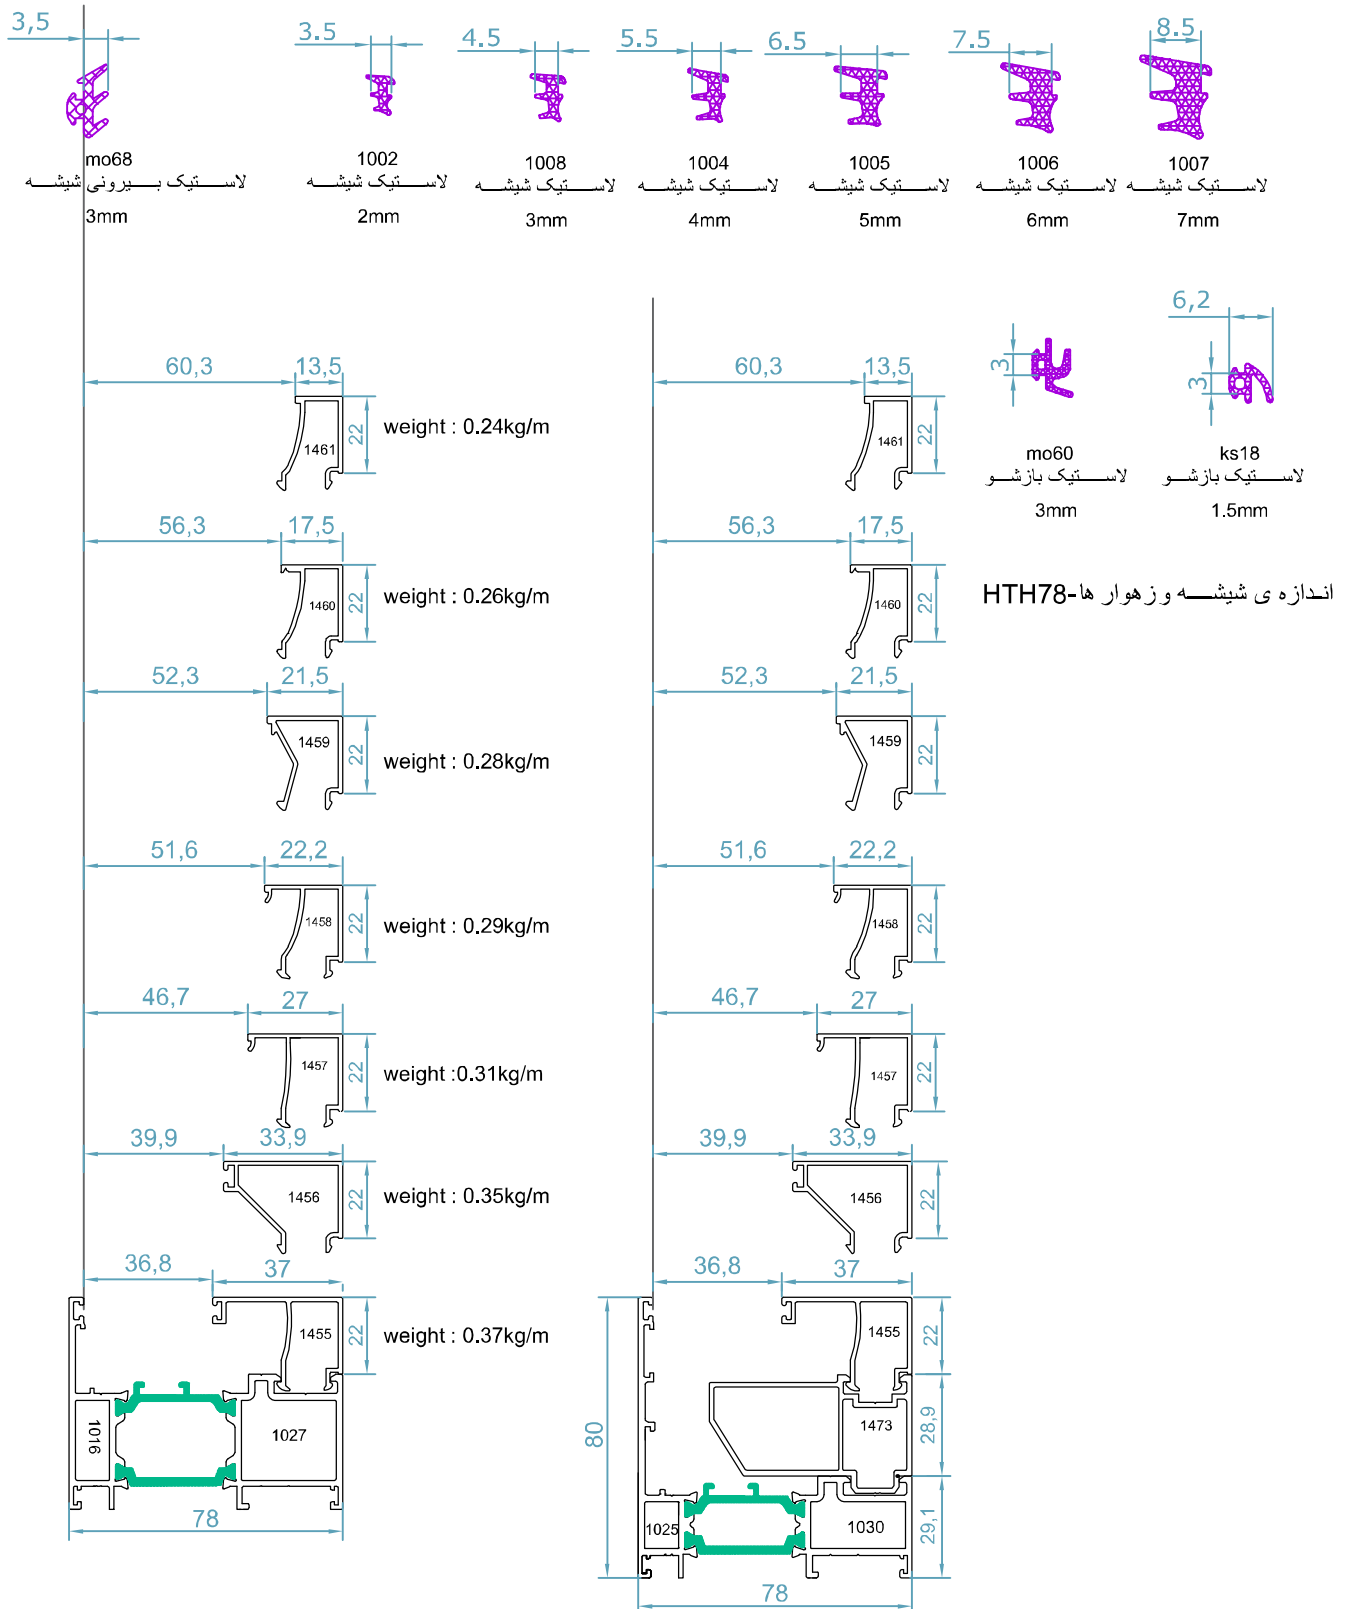 3,5
3.5
4.5
5.5
6.5
7.5
8.5
mo68
لاستیک بیرونی شیشه
3mm
1002
لاستیک شیشه
2mm
1008
لاستیک شیشه
3mm
1004
لاستیک شیشه
4mm
1005
لاستیک شیشه
5mm
1006
لاستیک شیشه
6mm
1007
لاستیک شیشه
7mm
3
mo60
لاستیک بازشو
3mm
6,2
3
ks18
لاستیک بازشو
1.5mm
اندازه ی شیشه و زهوار ها-HTH78
60,3
13,5
1461
22
weight : 0.24kg/m
60,3
13,5
1461
22
56,3
17,5
1460
22
weight : 0.26kg/m
56,3
17,5
1460
22
52,3
21,5
1459
22
weight : 0.28kg/m
52,3
21,5
1459
22
51,6
22,2
1458
22
weight : 0.29kg/m
51,6
22,2
1458
22
46,7
27
1457
22
weight :0.31kg/m
46,7
27
1457
22
39,9
33,9
1456
22
weight : 0.35kg/m
39,9
33,9
1456
22
36,8
37
1455
22
weight : 0.37kg/m
1016
1027
78
36,8
37
1455
22
80
1473
28,9
1025
1030
29,1
78